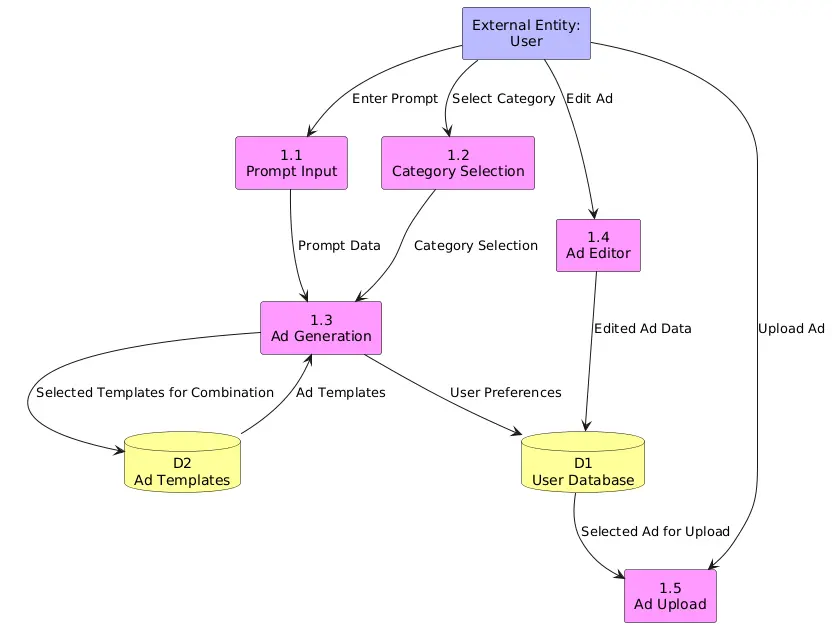 External Entity:
User
Enter Prompt
Select Category
Edit Ad
1.1
Prompt Input
1.2
Category Selection
1.4
Ad Editor
Prompt Data
Category Selection
1.3
Ad Generation
Edited Ad Data
Upload Ad
Selected Templates for Combination
Ad Templates
User Preferences
D2
Ad Templates
D1
User Database
Selected Ad for Upload
1.5
Ad Upload